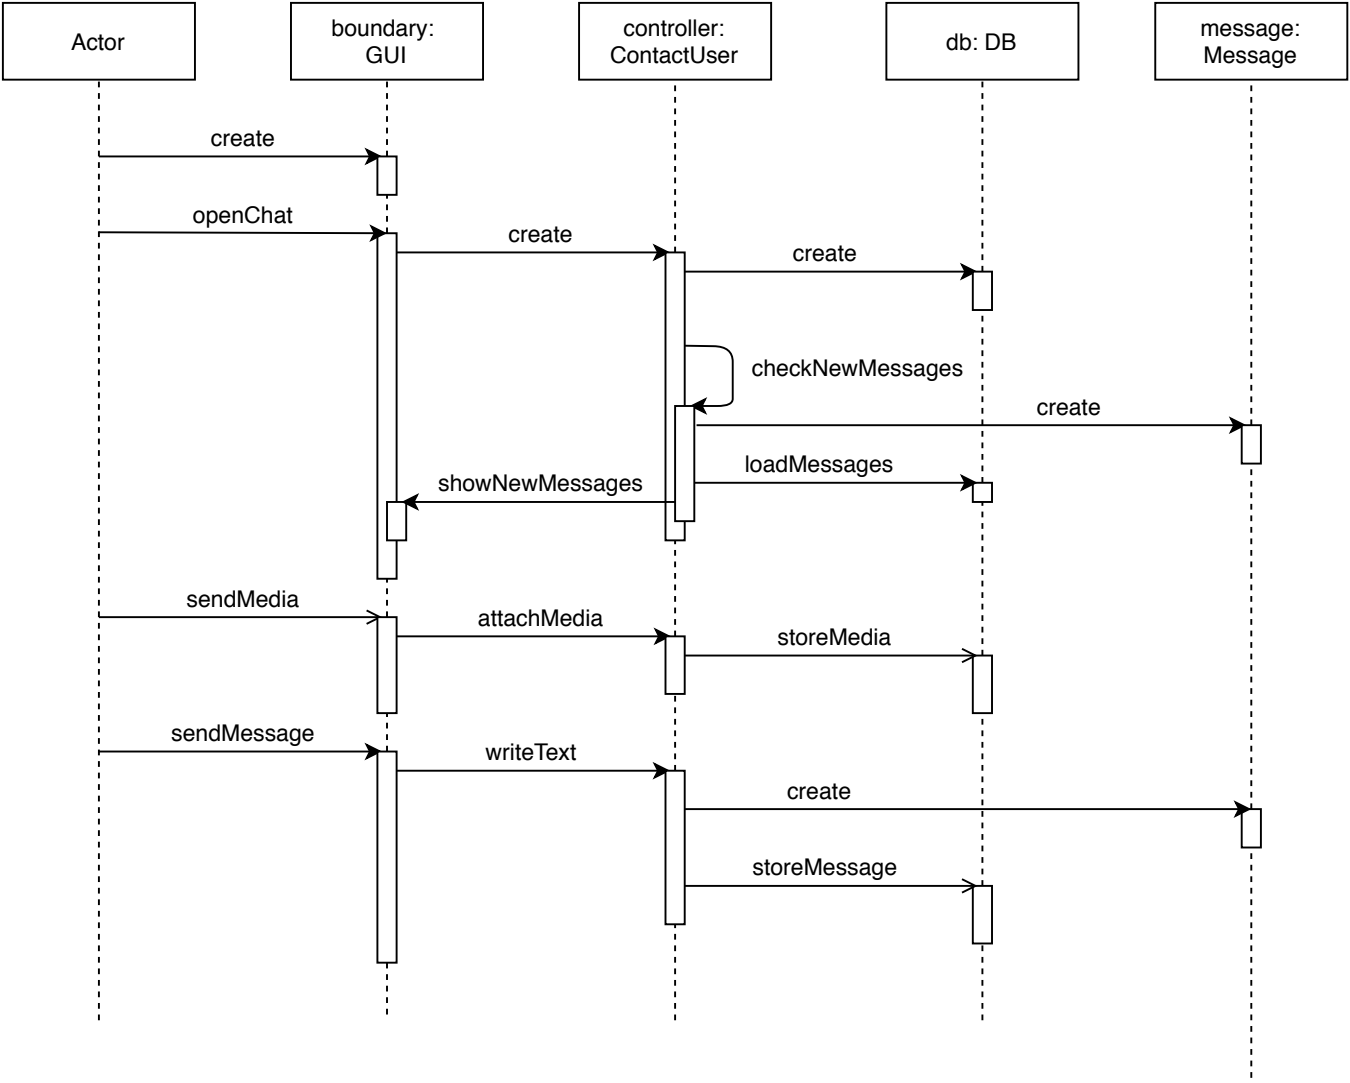 Actor
boundary:
GUI
controller:
ContactUser
db: DB
message:
Message
create
openChat
create
create
checkNewMessages
create
loadMessages
showNewMessages
sendMedia
attachMedia
storeMedia
sendMessage
writeText
create
storeMessage